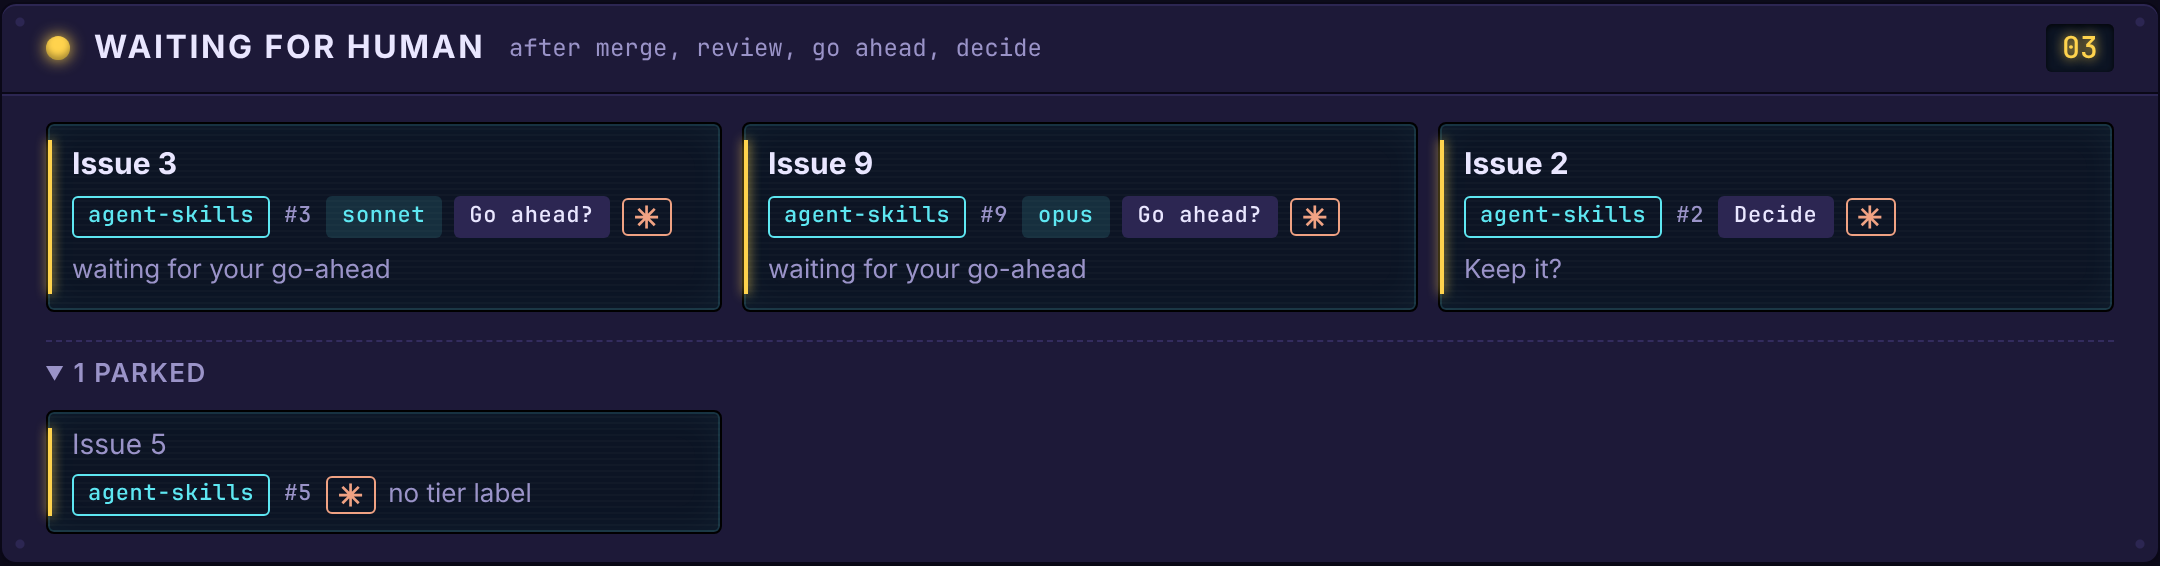 WAITING FOR HUMAN after merge, review, go ahead, decide 03
Issue 3
agent-skills #3 sonnet Go ahead?
waiting for your go-ahead
Issue 9
agent-skills #9 opus Go ahead?
waiting for your go-ahead
Issue 2
agent-skills #2 Decide
Keep it?
1 PARKED
Issue 5
agent-skills #5 no tier label